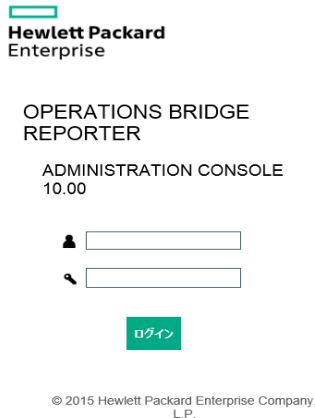 Hewlett Packard
Enterprise
OPERATIONS BRIDGE
REPORTER
ADMINISTRATION CONSOLE
10.00
ログイン
© 2015 Hewlett Packard Enterprise Company,
L.P.